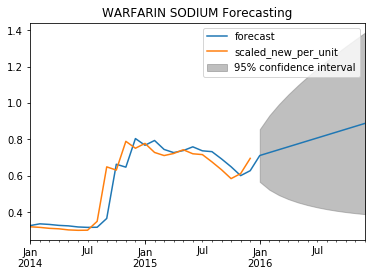 WARFARIN SODIUM Forecasting
forecast
scaled_new_per_unit
95% confidence interval
1.4
1.2
1.0
0.8
0.6
0.4
Jan Jul Jan Jul Jan Jul
2014 2015 2016